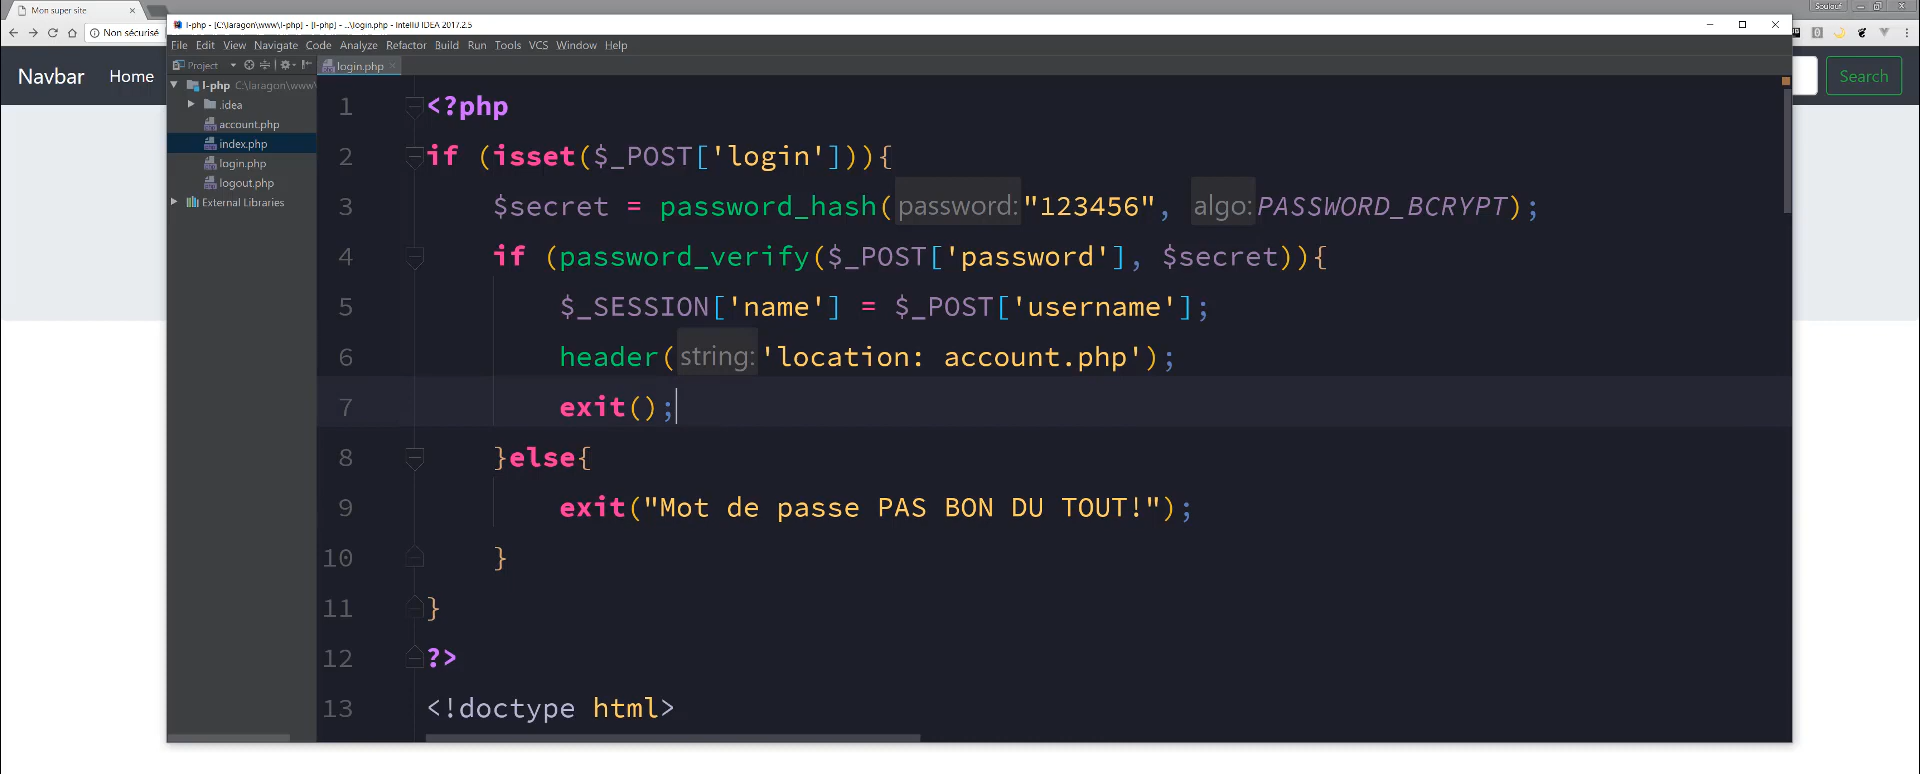 Mon super site
Soulouf
Non sécurisé
Navbar Home
Search
l-php - [C:\laragon\www\l-php] - [l-php] - ...\login.php - IntelliJ IDEA 2017.2.5
File Edit View Navigate Code Analyze Refactor Build Run Tools VCS Window Help
Project
login.php
l-php C:\laragon\www\
.idea
account.php
index.php
login.php
logout.php
External Libraries
1 <?php
2 if (isset($_POST['login'])){
3 $secret = password_hash( password: "123456", algo: PASSWORD_BCRYPT);
4 if (password_verify($_POST['password'], $secret)){
5 $_SESSION['name'] = $_POST['username'];
6 header( string: 'location: account.php');
7 exit();
8 }else{
9 exit("Mot de passe PAS BON DU TOUT!");
10 }
11 }
12 ?>
13 <!doctype html>